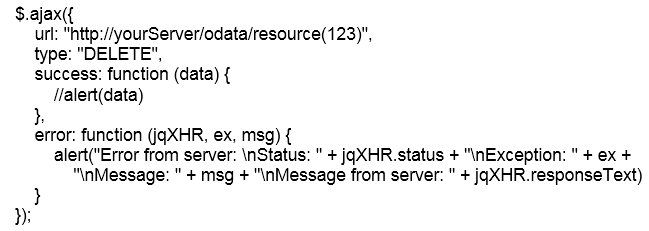 $.ajax({
url: "http://yourServer/odata/resource(123)",
type: "DELETE",
success: function (data) {
//alert(data)
},
error: function (jqXHR, ex, msg) {
alert("Error from server: \nStatus: " + jqXHR.status + "\nException: " + ex +
"\nMessage: " + msg + "\nMessage from server: " + jqXHR.responseText)
}
});